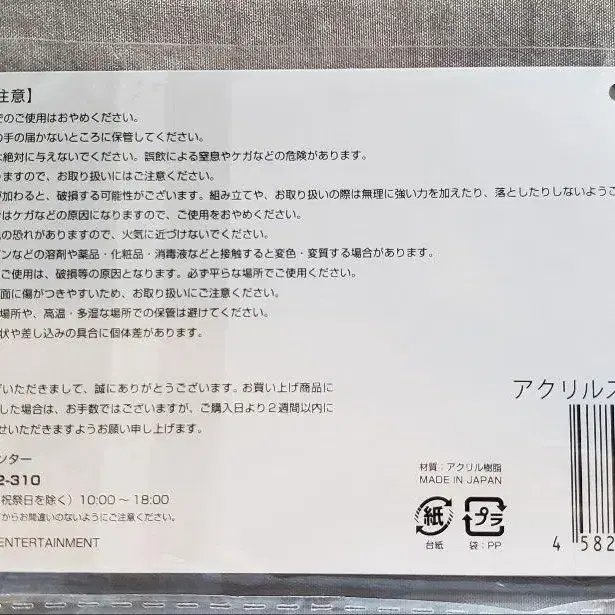 注意】
でのご使用はおやめください。
の手の届かないところに保管してください。
は絶対に与えないでください。誤飲による窒息やケガなどの危険があります。
りますので、お取り扱いにはご注意ください。
が加わると、破損する可能性がございます。組み立てや、お取り扱いの際は無理に強い力を加えたり、落としたりしないようご
はケガなどの原因になりますので、ご使用をおやめください。
の恐れがありますので、火気に近づけないでください。
ンなどの溶剤や薬品・化粧品・消毒液などと接触すると変色・変質する場合があります。
ご使用は、破損等の原因となります。必ず平らな場所でご使用ください。
面に傷がつきやすいため、お取り扱いにご注意ください。
場所や、高温・多湿な場所での保管は避けてください。
状や差し込みの具合に個体差があります。
いただきまして、誠にありがとうございます。お買い上げ商品に
した場合は、お手数ではございますが、ご購入日より2週間以内に
せいただきますようお願い申し上げます。
アクリルス
ンター
2-310
祝祭日を除く）10:00～18:00
からお間違いのないようにご注意ください。
ENTERTAINMENT
材質：アクリル樹脂
MADE IN JAPAN
紙
プラ
台紙
袋：PP
4 582